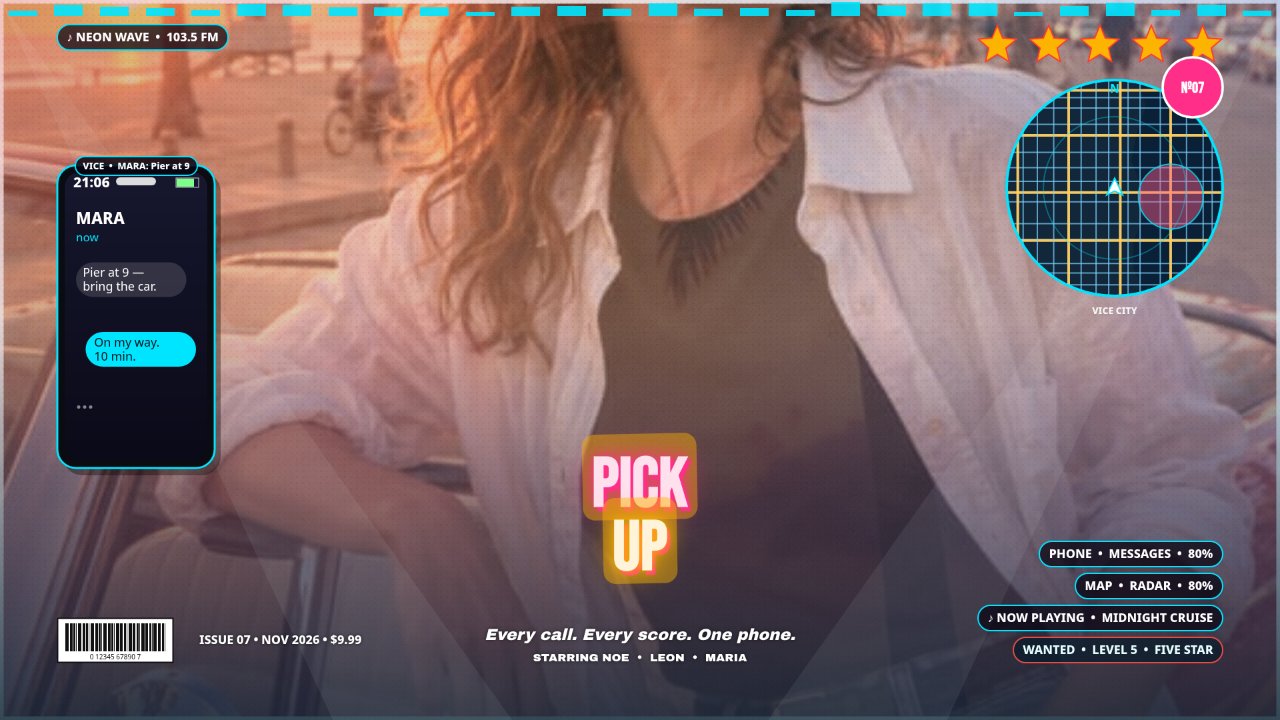 ♪ NEON WAVE • 103.5 FM
Nº07
N
VICE CITY
VICE • MARA: Pier at 9
21:06
MARA
now
Pier at 9 —
bring the car.
On my way.
10 min.
PICK
UP
PHONE • MESSAGES • 80%
MAP • RADAR • 80%
♪ NOW PLAYING • MIDNIGHT CRUISE
WANTED • LEVEL 5 • FIVE STAR
0 12345 67890 7
ISSUE 07 • NOV 2026 • $9.99
Every call. Every score. One phone.
STARRING NOE • LEON • MARIA